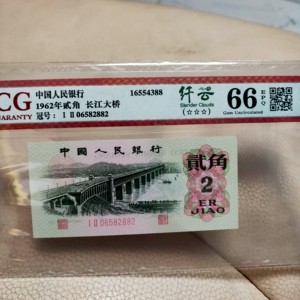 CG
UARANTY
中国人民银行
1962年贰角 长江大桥
冠号： I II 06582882
16554388
纤云
Slender Clouds
(☆☆☆)
66 EPQ
Gem Uncirculated
中国人民银行
貳角
2
ER
JIAO
I II 06582882